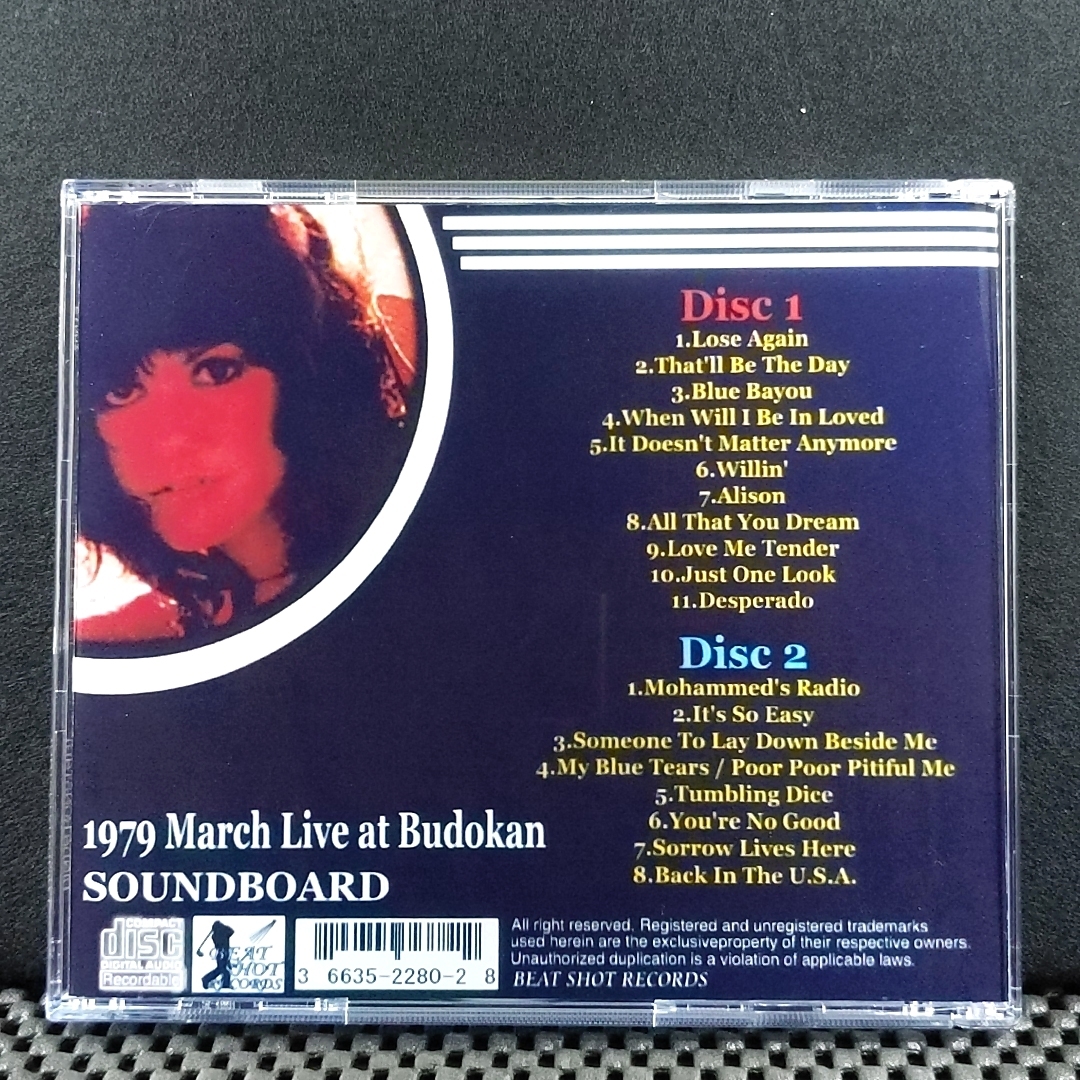 Disc 1
1.Lose Again
2.That'll Be The Day
3.Blue Bayou
4.When Will I Be In Loved
5.It Doesn't Matter Anymore
6.Willin'
7.Alison
8.All That You Dream
9.Love Me Tender
10.Just One Look
11.Desperado
Disc 2
1.Mohammed's Radio
2.It's So Easy
3.Someone To Lay Down Beside Me
4.My Blue Tears / Poor Poor Pitiful Me
5.Tumbling Dice
6.You're No Good
7.Sorrow Lives Here
8.Back In The U.S.A.
1979 March Live at Budokan
SOUNDBOARD
COMPACT
disc
DIGITAL AUDIO
Recordable
BEAT
SHOT
RECORDS
3 6635-2280-2 8
All right reserved. Registered and unregistered trademarks
used herein are the exclusiveproperty of their respective owners.
Unauthorized duplication is a violation of applicable laws.
BEAT SHOT RECORDS